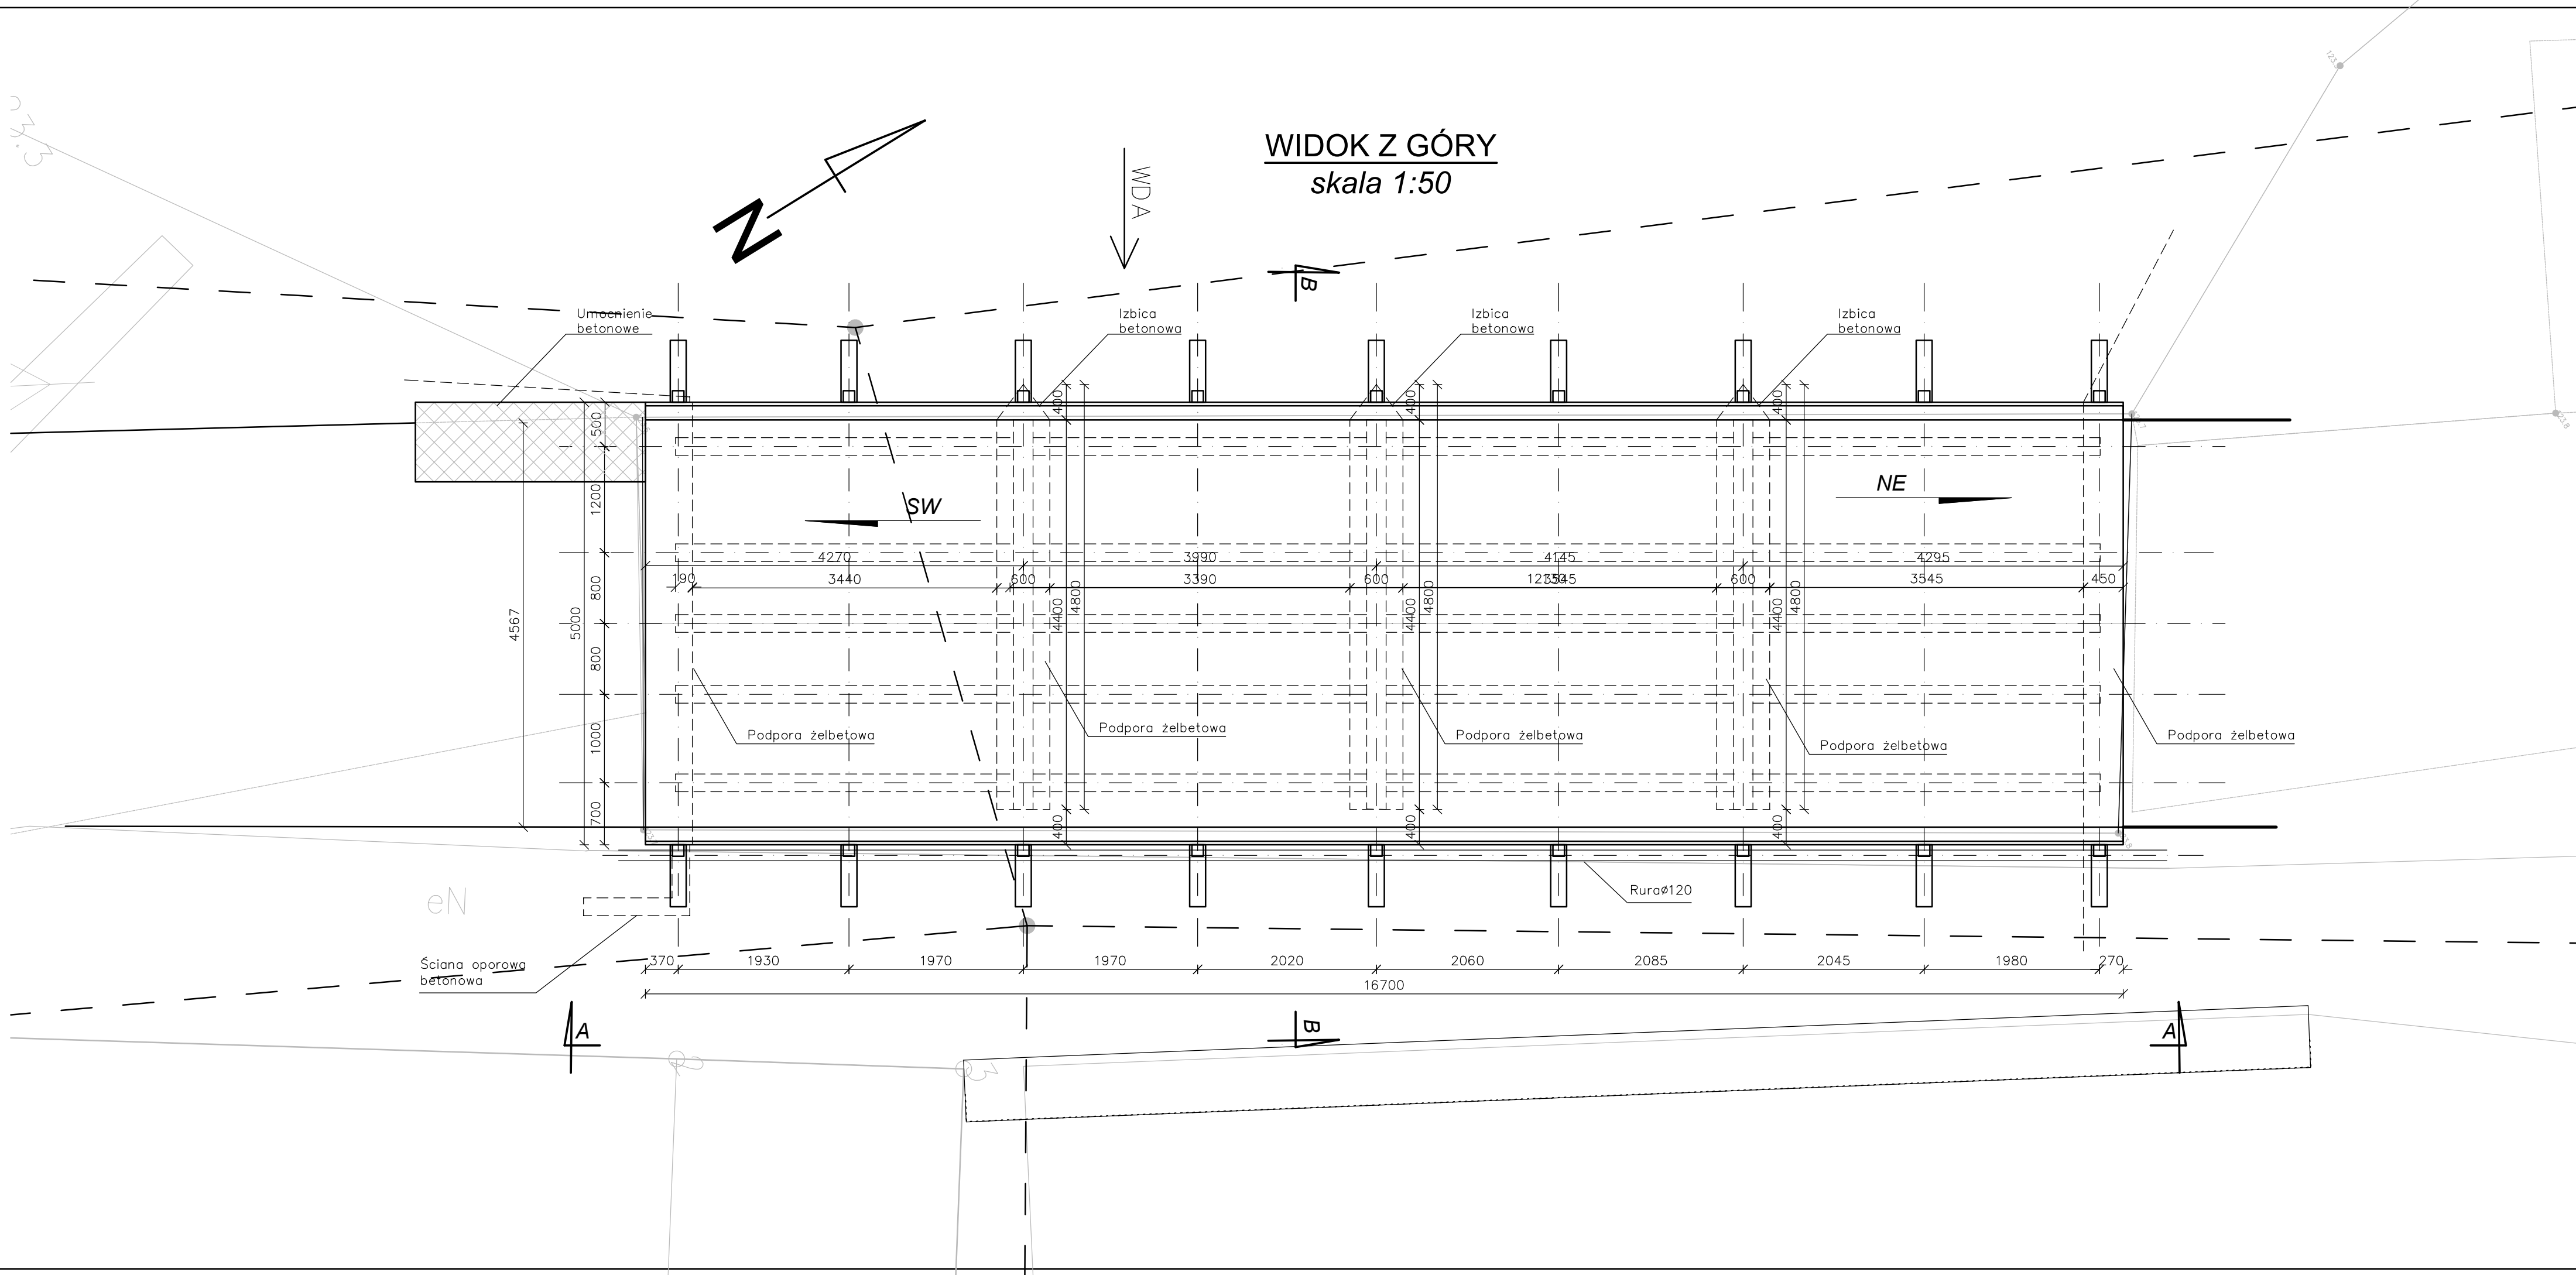 WIDOK Z GÓRY
skala 1:50
N
WD A
B
Umocnienie
betonowe
Izbica
betonowa
Izbica
betonowa
Izbica
betonowa
400
400
400
500
1200
800
800
1000
700
5000
4567
SW
NE
4270
3990
4145
4295
190
3440
600
3390
600
3545
600
3545
450
4400
4800
4400
4800
4400
4800
Podpora żelbetowa
Podpora żelbetowa
Podpora żelbetowa
Podpora żelbetowa
Podpora żelbetowa
400
400
400
Ruraø120
eN
Ściana oporowa
betonowa
370
1930
1970
1970
2020
2060
2085
2045
1980
270
16700
A
B
A